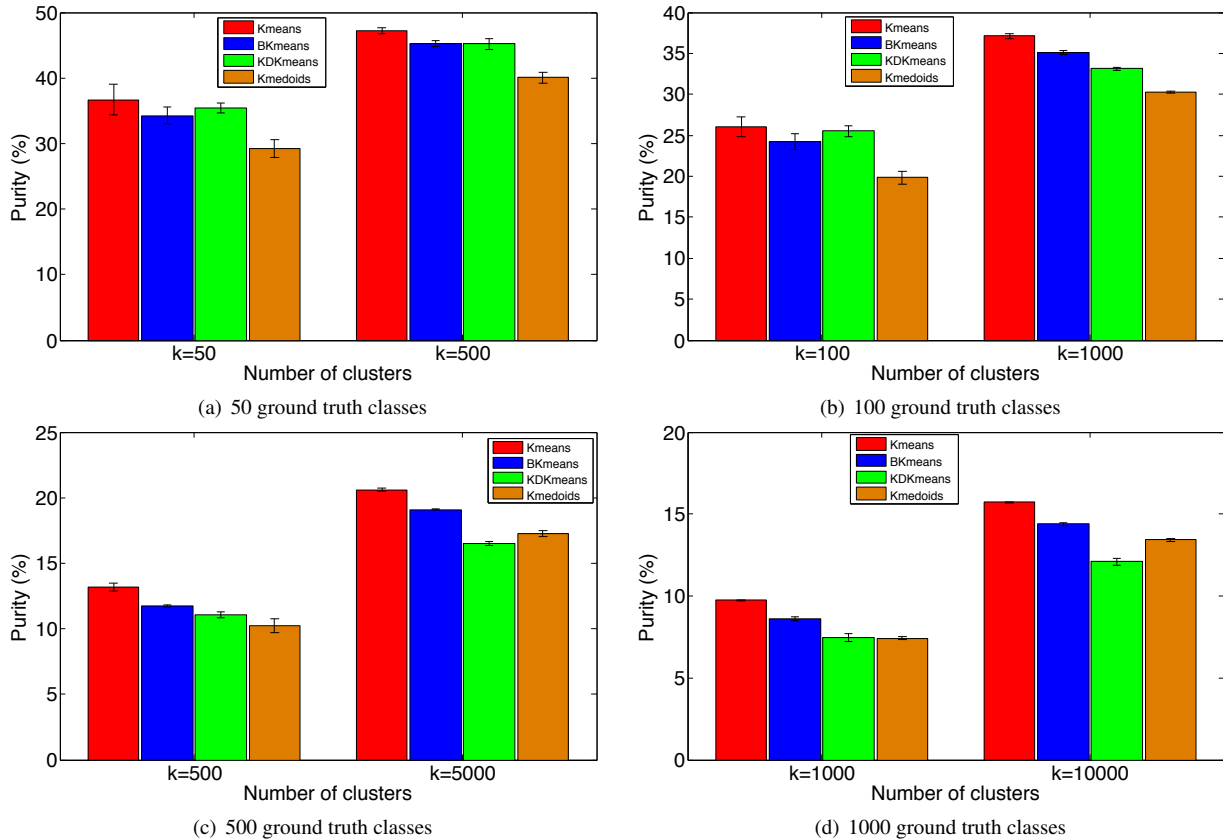 50
40
30
20
10
0
Purity (%)
Kmeans
BKmeans
KDKmeans
Kmedoids
k=50
k=500
Number of clusters
(a) 50 ground truth classes
40
35
30
25
20
15
10
5
0
Purity (%)
Kmeans
BKmeans
KDKmeans
Kmedoids
k=100
k=1000
Number of clusters
(b) 100 ground truth classes
25
20
15
10
5
0
Purity (%)
Kmeans
BKmeans
KDKmeans
Kmedoids
k=500
k=5000
Number of clusters
(c) 500 ground truth classes
20
15
10
5
0
Purity (%)
Kmeans
BKmeans
KDKmeans
Kmedoids
k=1000
k=10000
Number of clusters
(d) 1000 ground truth classes